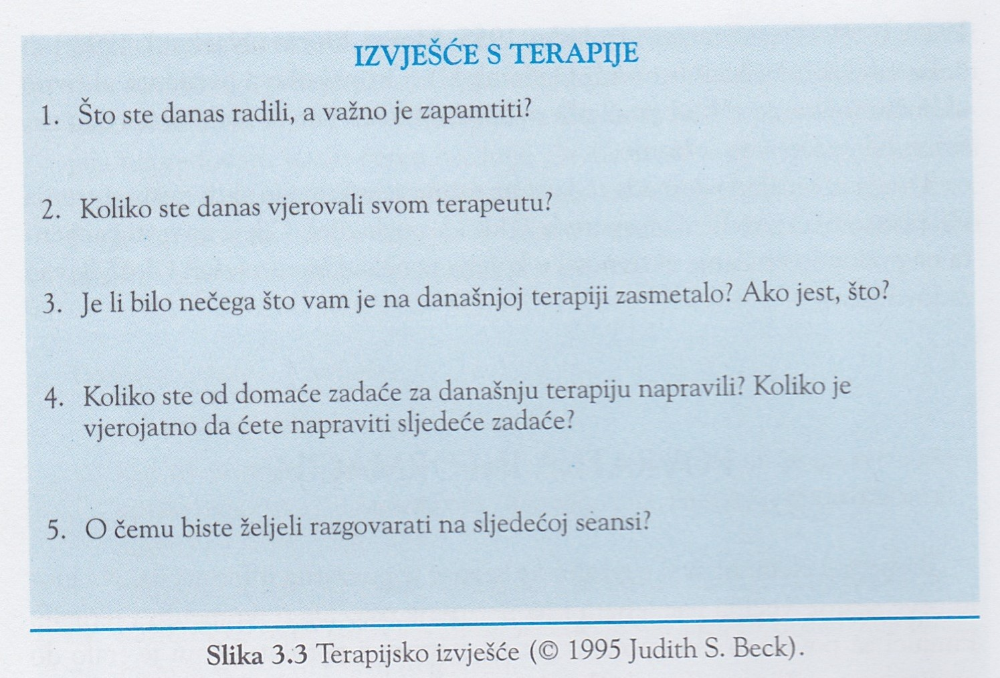 IZVJEŠĆE S TERAPIJE
1. Što ste danas radili, a važno je zapamtiti?
2. Koliko ste danas vjerovali svom terapeutu?
3. Je li bilo nečega što vam je na današnjoj terapiji zasmetalo? Ako jest, što?
4. Koliko ste od domaće zadaće za današnju terapiju napravili? Koliko je
vjerojatno da ćete napraviti sljedeće zadaće?
5. O čemu biste željeli razgovarati na sljedećoj seansi?
Slika 3.3 Terapijsko izvješće (© 1995 Judith S. Beck).